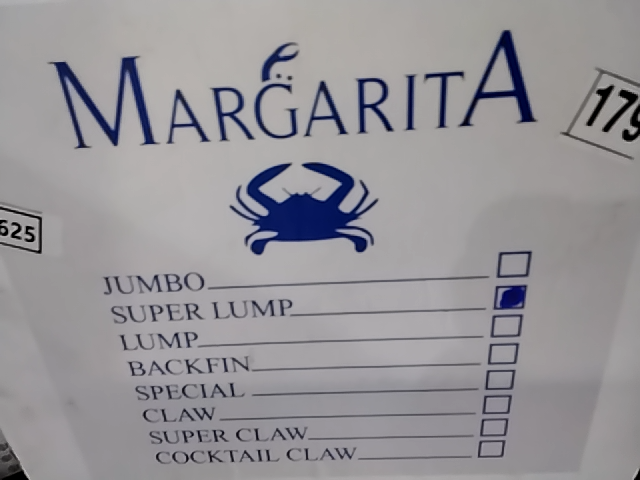 MARGARITA
179
625
JUMBO
SUPER LUMP
LUMP
BACKFIN
SPECIAL
CLAW
SUPER CLAW
COCKTAIL CLAW